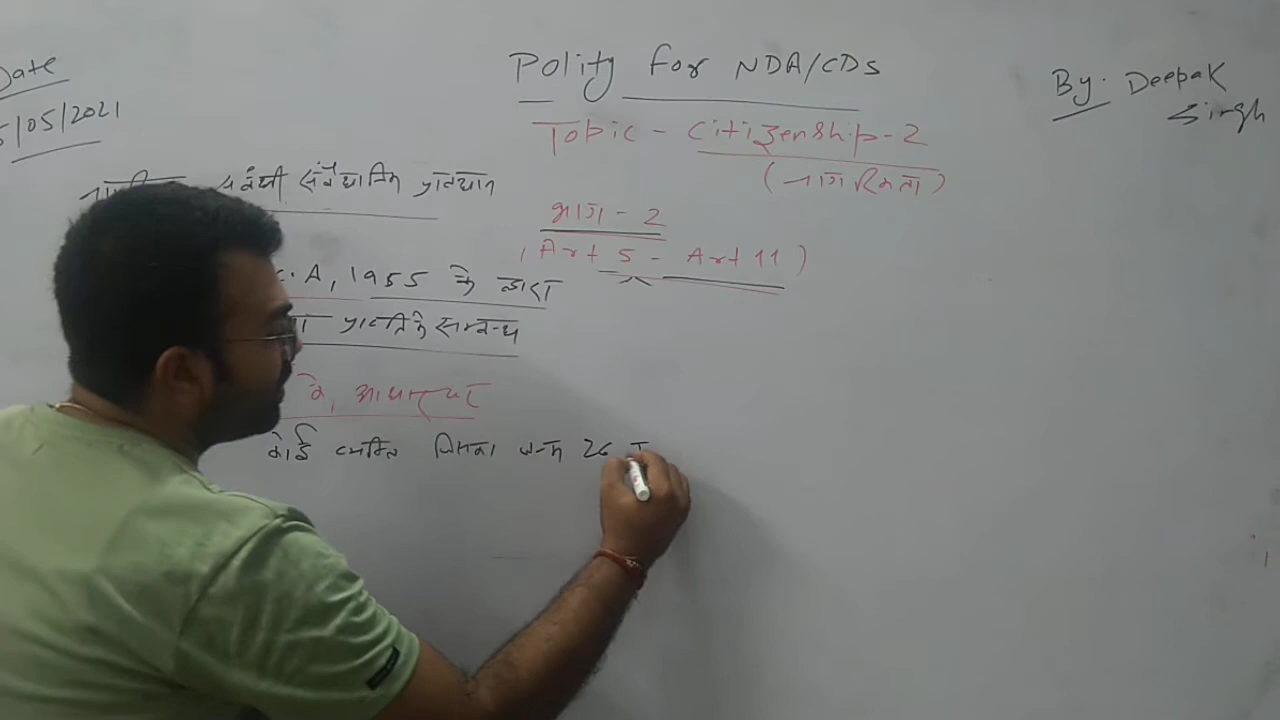 Date
5/05/2021
Polity for NDA/CDs
By. Deepak
Singh
Topic - Citizenship-2
(नागरिकता)
संबंधी संवैधानिक प्रावधान
भाग - 2
(Art 5 - Art 11)
C.A, 1955 के द्वारा
प्राप्ति के सम्बन्ध
के आधार पर
कोई व्यक्ति जिसका जन्म 26